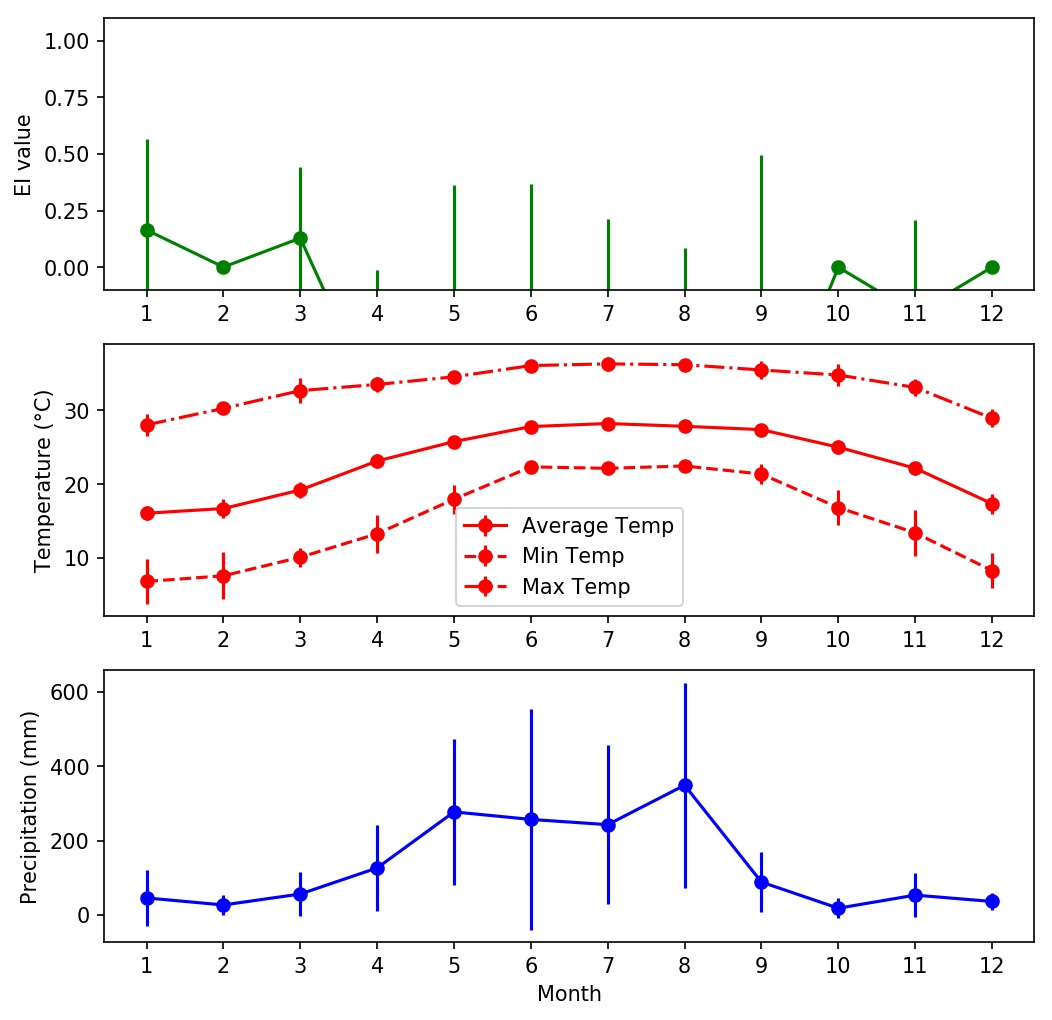 1.00
0.75
0.50
0.25
0.00
EI value
1 2 3 4 5 6 7 8 9 10 11 12
30
20
10
Temperature (°C)
Average Temp
Min Temp
Max Temp
1 2 3 4 5 6 7 8 9 10 11 12
600
400
200
0
Precipitation (mm)
1 2 3 4 5 6 7 8 9 10 11 12
Month